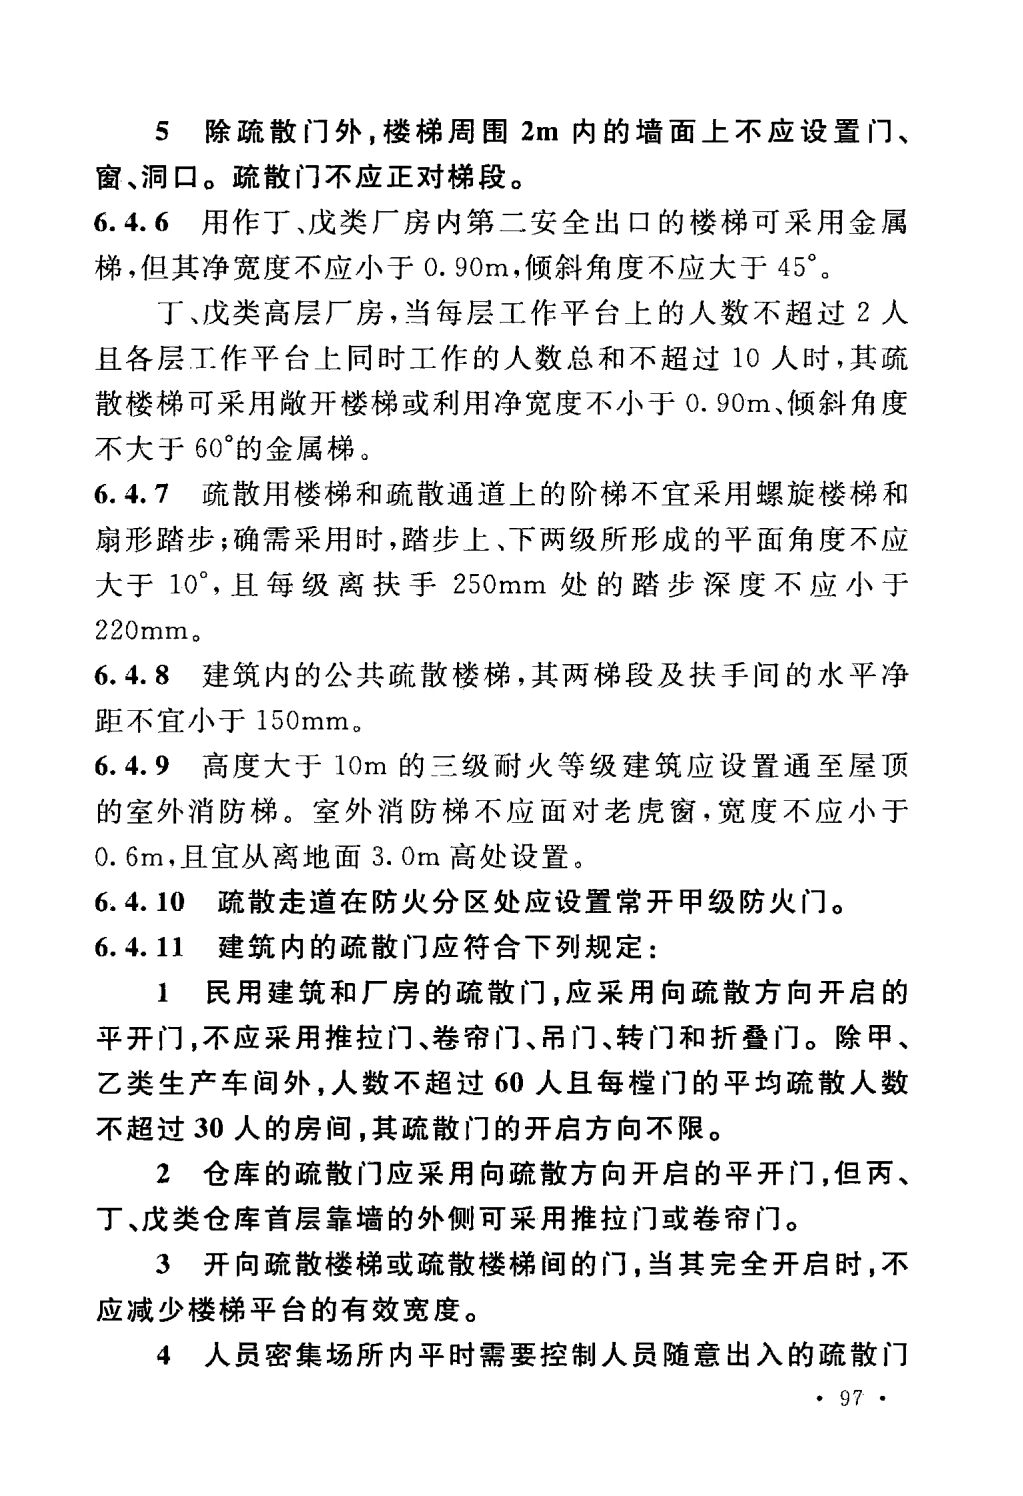 5 除疏散门外,楼梯周围 2m 内的墙面上不应设置门、
窗、洞口。疏散门不应正对梯段。
6.4.6 用作丁、戊类厂房内第二安全出口的楼梯可采用金属
梯,但其净宽度不应小于 0.90m,倾斜角度不应大于 45°。
丁、戊类高层厂房,当每层工作平台上的人数不超过 2 人
且各层工作平台上同时工作的人数总和不超过 10 人时,其疏
散楼梯可采用敞开楼梯或利用净宽度不小于 0.90m、倾斜角度
不大于 60°的金属梯。
6.4.7 疏散用楼梯和疏散通道上的阶梯不宜采用螺旋楼梯和
扇形踏步;确需采用时,踏步上、下两级所形成的平面角度不应
大于 10°,且每级离扶手 250mm 处的踏步深度不应小于
220mm。
6.4.8 建筑内的公共疏散楼梯,其两梯段及扶手间的水平净
距不宜小于 150mm。
6.4.9 高度大于 10m 的三级耐火等级建筑应设置通至屋顶
的室外消防梯。室外消防梯不应面对老虎窗,宽度不应小于
0.6m,且宜从离地面 3.0m 高处设置。
6.4.10 疏散走道在防火分区处应设置常开甲级防火门。
6.4.11 建筑内的疏散门应符合下列规定:
1 民用建筑和厂房的疏散门,应采用向疏散方向开启的
平开门,不应采用推拉门、卷帘门、吊门、转门和折叠门。除甲、
乙类生产车间外,人数不超过 60 人且每樘门的平均疏散人数
不超过 30 人的房间,其疏散门的开启方向不限。
2 仓库的疏散门应采用向疏散方向开启的平开门,但丙、
丁、戊类仓库首层靠墙的外侧可采用推拉门或卷帘门。
3 开向疏散楼梯或疏散楼梯间的门,当其完全开启时,不
应减少楼梯平台的有效宽度。
4 人员密集场所内平时需要控制人员随意出入的疏散门
· 97 ·